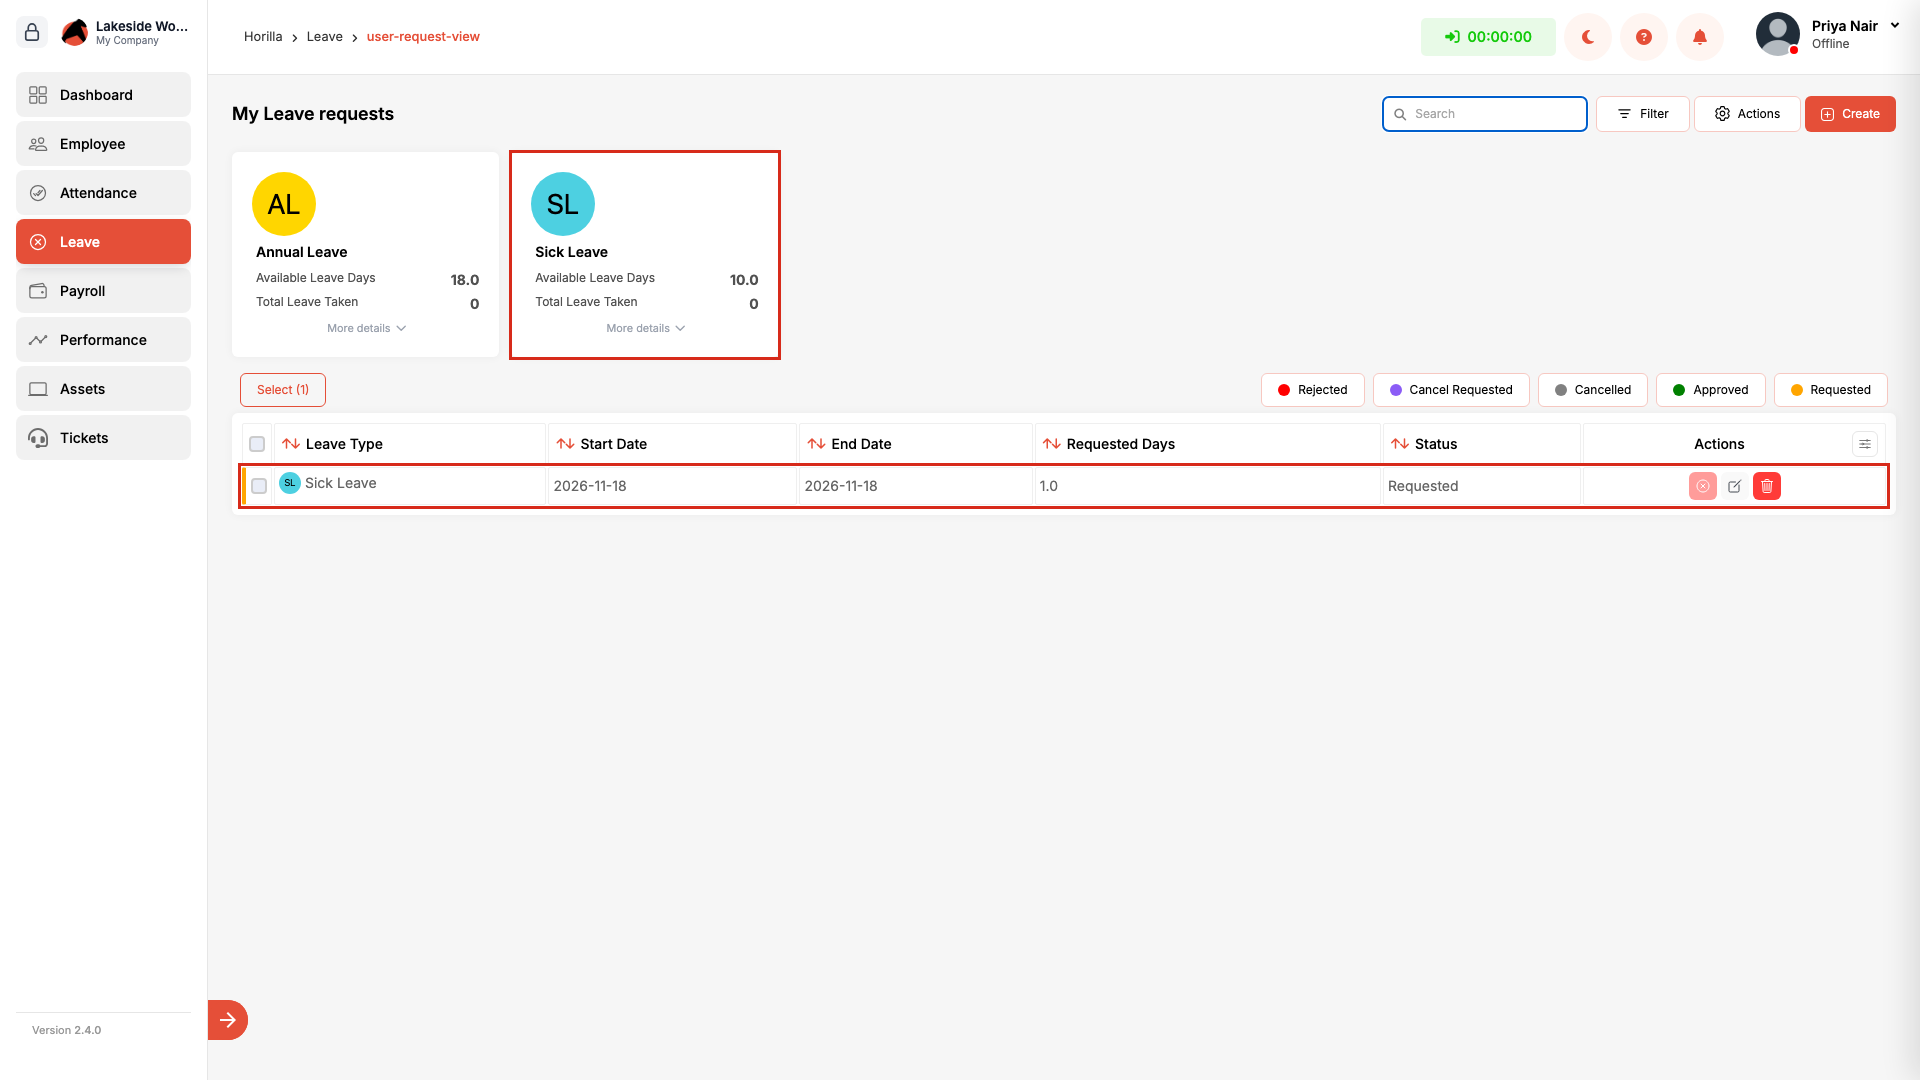 Lakeside Wo...
My Company
Dashboard
Employee
Attendance
Leave
Payroll
Performance
Assets
Tickets
Version 2.4.0
Horilla > Leave > user-request-view
00:00:00
?
Priya Nair
Offline
My Leave requests
Search
Filter
Actions
Create
AL
Annual Leave
Available Leave Days 18.0
Total Leave Taken 0
More details
SL
Sick Leave
Available Leave Days 10.0
Total Leave Taken 0
More details
Select (1)
Rejected
Cancel Requested
Cancelled
Approved
Requested
Leave Type Start Date End Date Requested Days Status Actions
SL Sick Leave 2026-11-18 2026-11-18 1.0 Requested